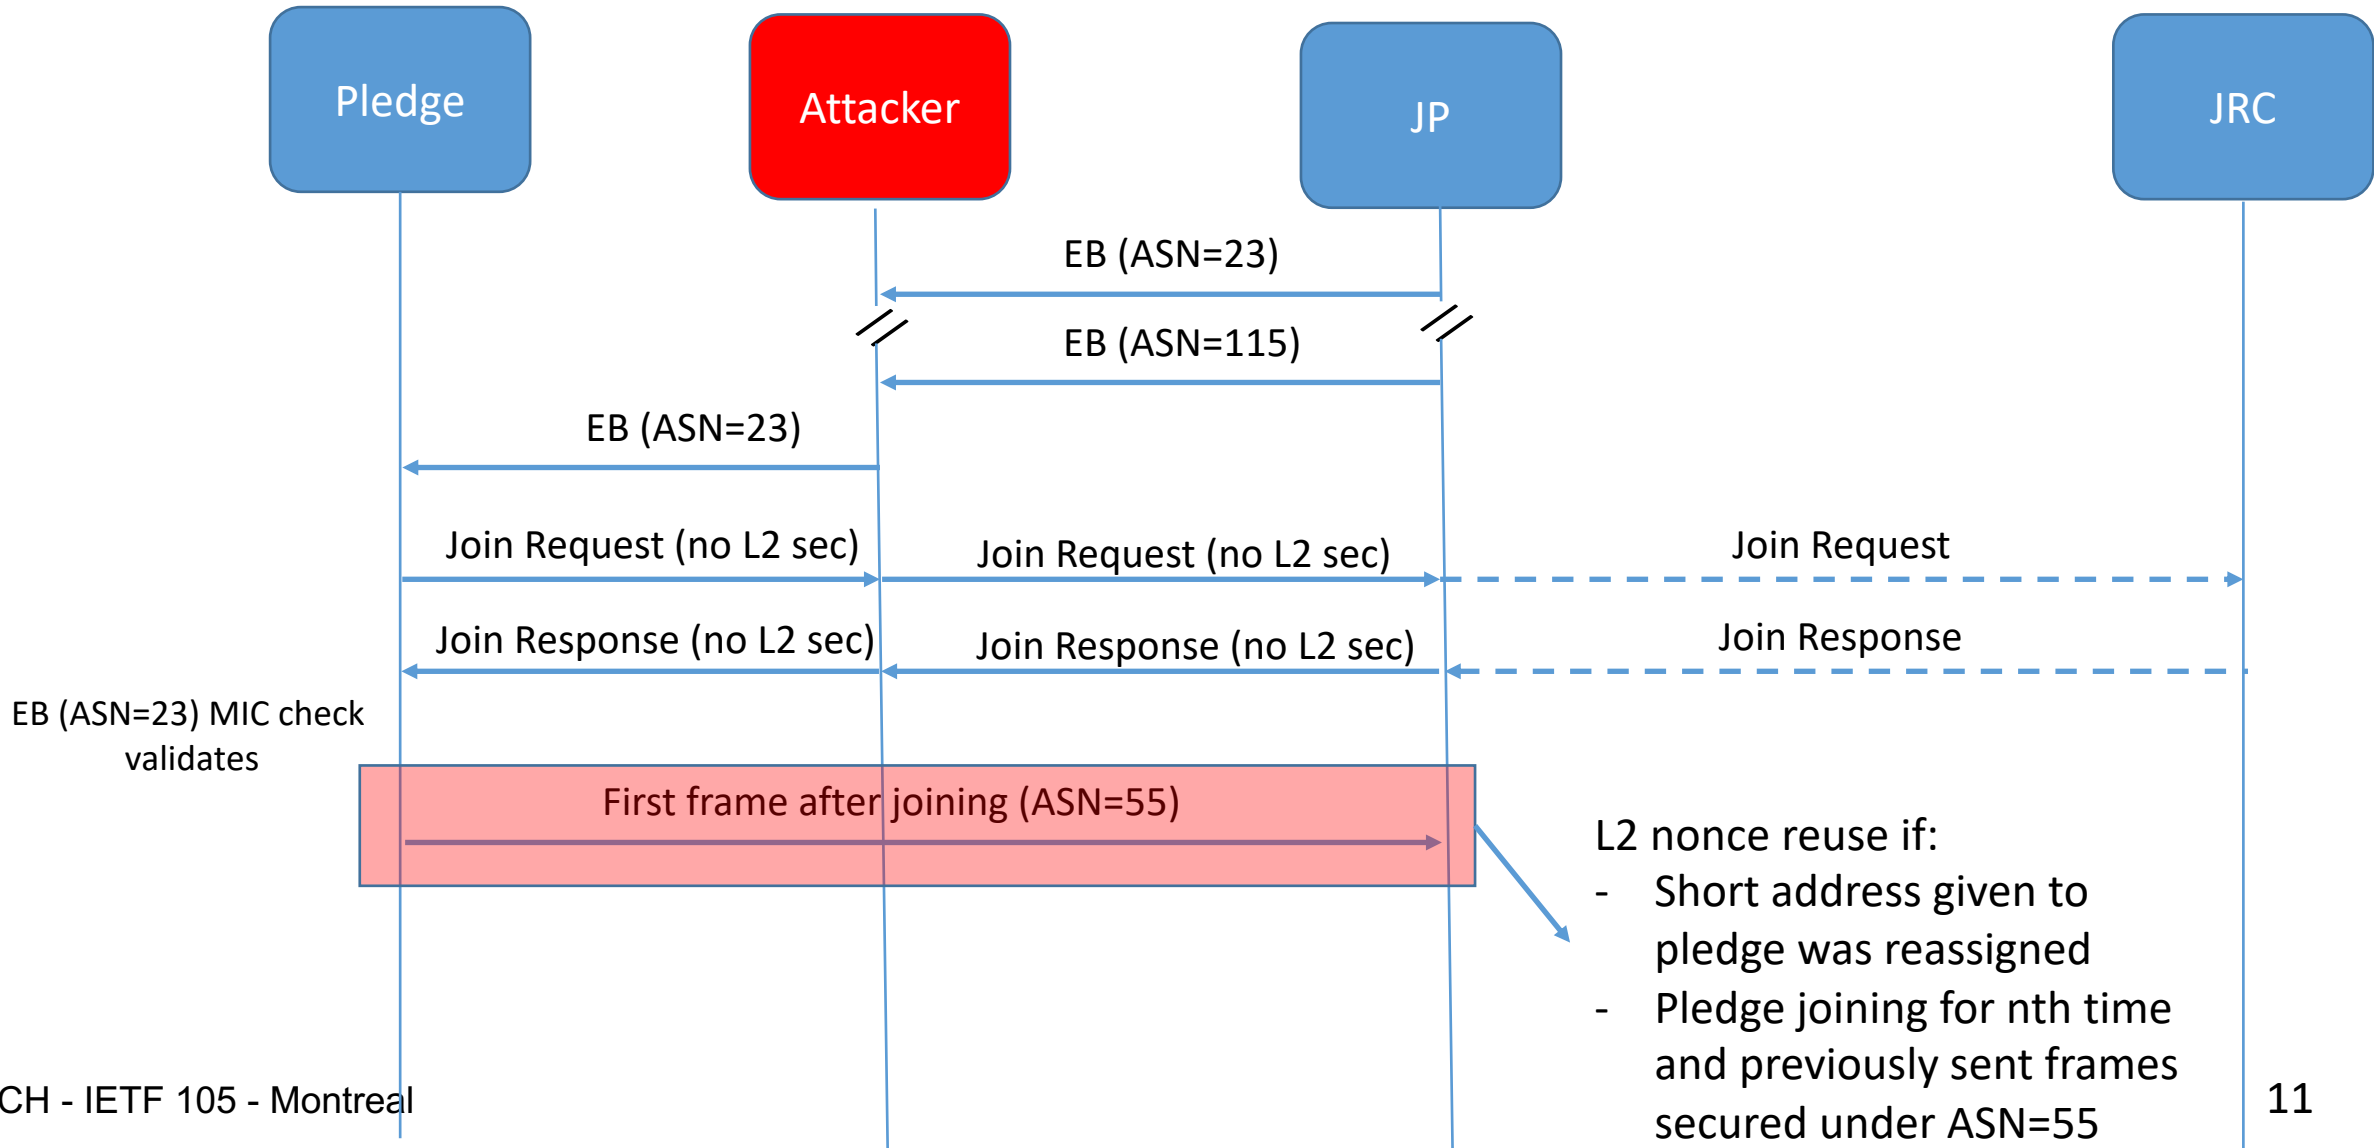 Pledge
Attacker
JP
JRC
EB (ASN=23)
EB (ASN=115)
EB (ASN=23)
Join Request (no L2 sec)
Join Request (no L2 sec)
Join Request
Join Response (no L2 sec)
Join Response (no L2 sec)
Join Response
EB (ASN=23) MIC check
validates
First frame after joining (ASN=55)
L2 nonce reuse if:
- Short address given to
pledge was reassigned
- Pledge joining for nth time
and previously sent frames
secured under ASN=55
CH - IETF 105 - Montreal
11